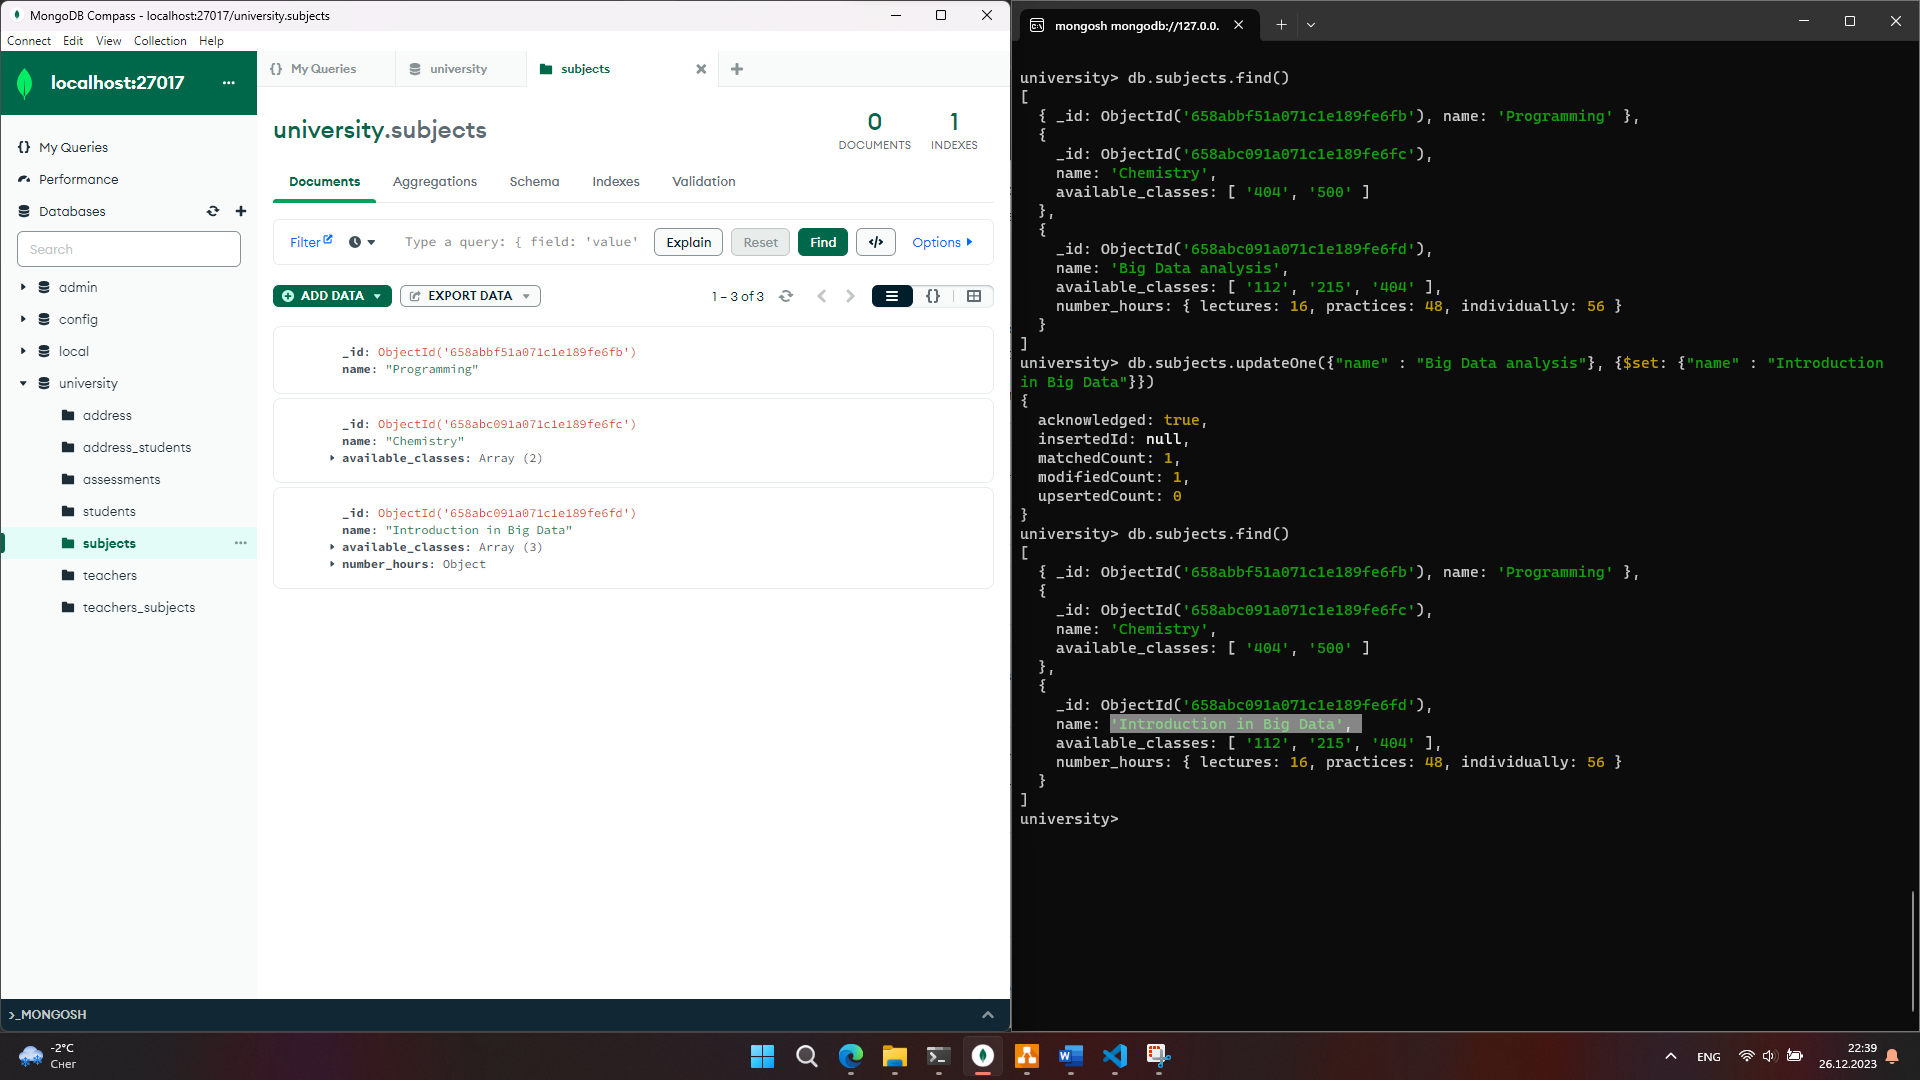 MongoDB Compass - localhost:27017/university.subjects
Connect Edit View Collection Help
localhost:27017
{} My Queries
Performance
Databases
Search
admin
config
local
university
address
address_students
assessments
students
subjects
teachers
teachers_subjects
{} My Queries
university
subjects
university.subjects
0
DOCUMENTS
1
INDEXES
Documents Aggregations Schema Indexes Validation
Filter
Type a query: { field: 'value'
Explain Reset Find </> Options
ADD DATA EXPORT DATA 1 – 3 of 3 {}
_id: ObjectId('658abbf51a071c1e189fe6fb')
name: "Programming"
_id: ObjectId('658abc091a071c1e189fe6fc')
name: "Chemistry"
available_classes: Array (2)
_id: ObjectId('658abc091a071c1e189fe6fd')
name: "Introduction in Big Data"
available_classes: Array (3)
number_hours: Object
>_MONGOSH
mongosh mongodb://127.0.0.
university> db.subjects.find()
[
{ _id: ObjectId('658abbf51a071c1e189fe6fb'), name: 'Programming' },
{
_id: ObjectId('658abc091a071c1e189fe6fc'),
name: 'Chemistry',
available_classes: [ '404', '500' ]
},
{
_id: ObjectId('658abc091a071c1e189fe6fd'),
name: 'Big Data analysis',
available_classes: [ '112', '215', '404' ],
number_hours: { lectures: 16, practices: 48, individually: 56 }
}
]
university> db.subjects.updateOne({"name" : "Big Data analysis"}, {$set: {"name" : "Introduction
in Big Data"}})
{
acknowledged: true,
insertedId: null,
matchedCount: 1,
modifiedCount: 1,
upsertedCount: 0
}
university> db.subjects.find()
[
{ _id: ObjectId('658abbf51a071c1e189fe6fb'), name: 'Programming' },
{
_id: ObjectId('658abc091a071c1e189fe6fc'),
name: 'Chemistry',
available_classes: [ '404', '500' ]
},
{
_id: ObjectId('658abc091a071c1e189fe6fd'),
name: 'Introduction in Big Data',
available_classes: [ '112', '215', '404' ],
number_hours: { lectures: 16, practices: 48, individually: 56 }
}
]
university>
-2°C
Снег
ENG
22:39
26.12.2023